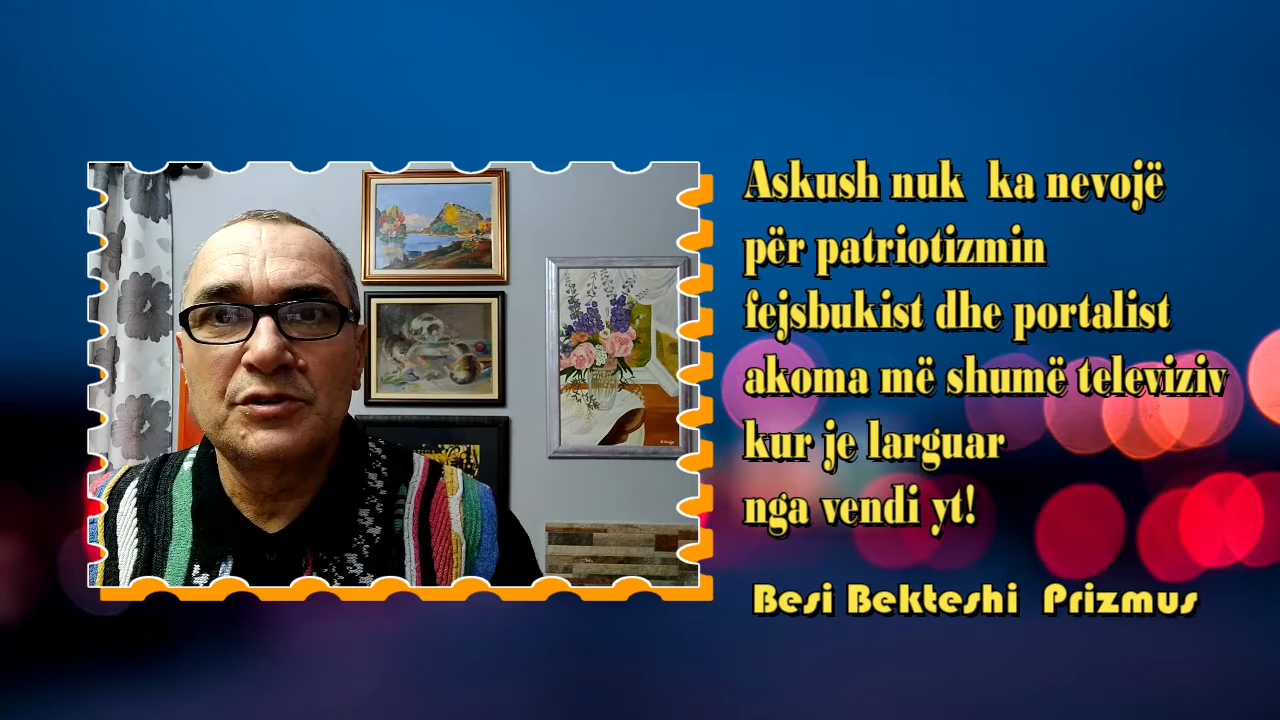 Askush nuk ka nevojë
për patriotizmin
fejsbukist dhe portalist
akoma më shumë televiziv
kur je larguar
nga vendi yt!
Besi Bekteshi Prizmus